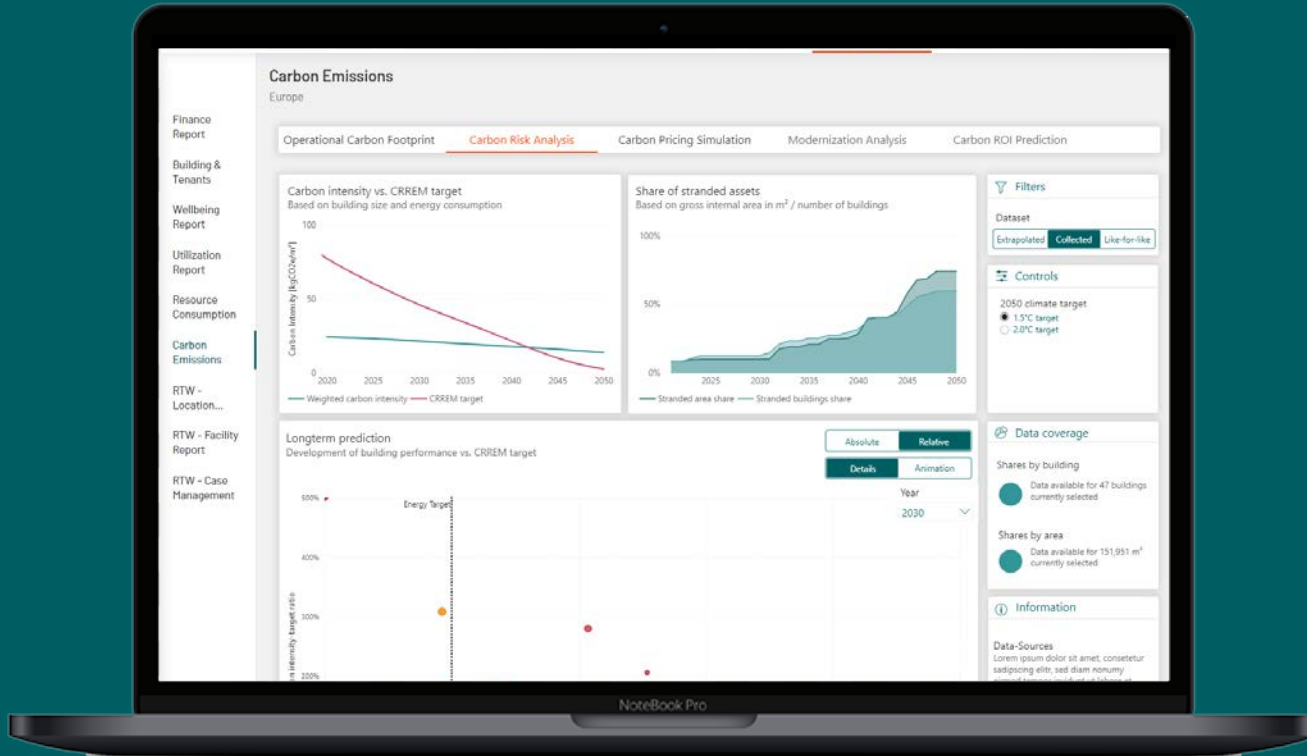 Carbon Emissions
Europe
Finance
Report
Building &
Tenants
Wellbeing
Report
Utilization
Report
Resource
Consumption
Carbon
Emissions
RTW -
Location...
RTW - Facility
Report
RTW - Case
Management
Operational Carbon Footprint
Carbon Risk Analysis
Carbon Pricing Simulation
Modernization Analysis
Carbon ROI Prediction
Carbon intensity vs. CRREM target
Based on building size and energy consumption
Carbon Intensity [kgCO2e/m²]
100
50
0
2020 2025 2030 2035 2040 2045 2050
Weighted carbon intensity CRREM target
Share of stranded assets
Based on gross internal area in m² / number of buildings
100%
50%
0%
2025 2030 2035 2040 2045 2050
Stranded area share Stranded buildings share
Filters
Dataset
Extrapolated Collected Like-for-like
Controls
2050 climate target
1.5°C target
2.0°C target
Longterm prediction
Development of building performance vs. CRREM target
Absolute Relative
Details Animation
Year
2030
Energy Target
500%
400%
300%
200%
intensity-target ratio
Data coverage
Shares by building
Data available for 47 buildings
currently selected
Shares by area
Data available for 151,951 m²
currently selected
Information
Data-Sources
Lorem ipsum dolor sit amet, consetetur
sadipscing elitr, sed diam nonumy
NoteBook Pro